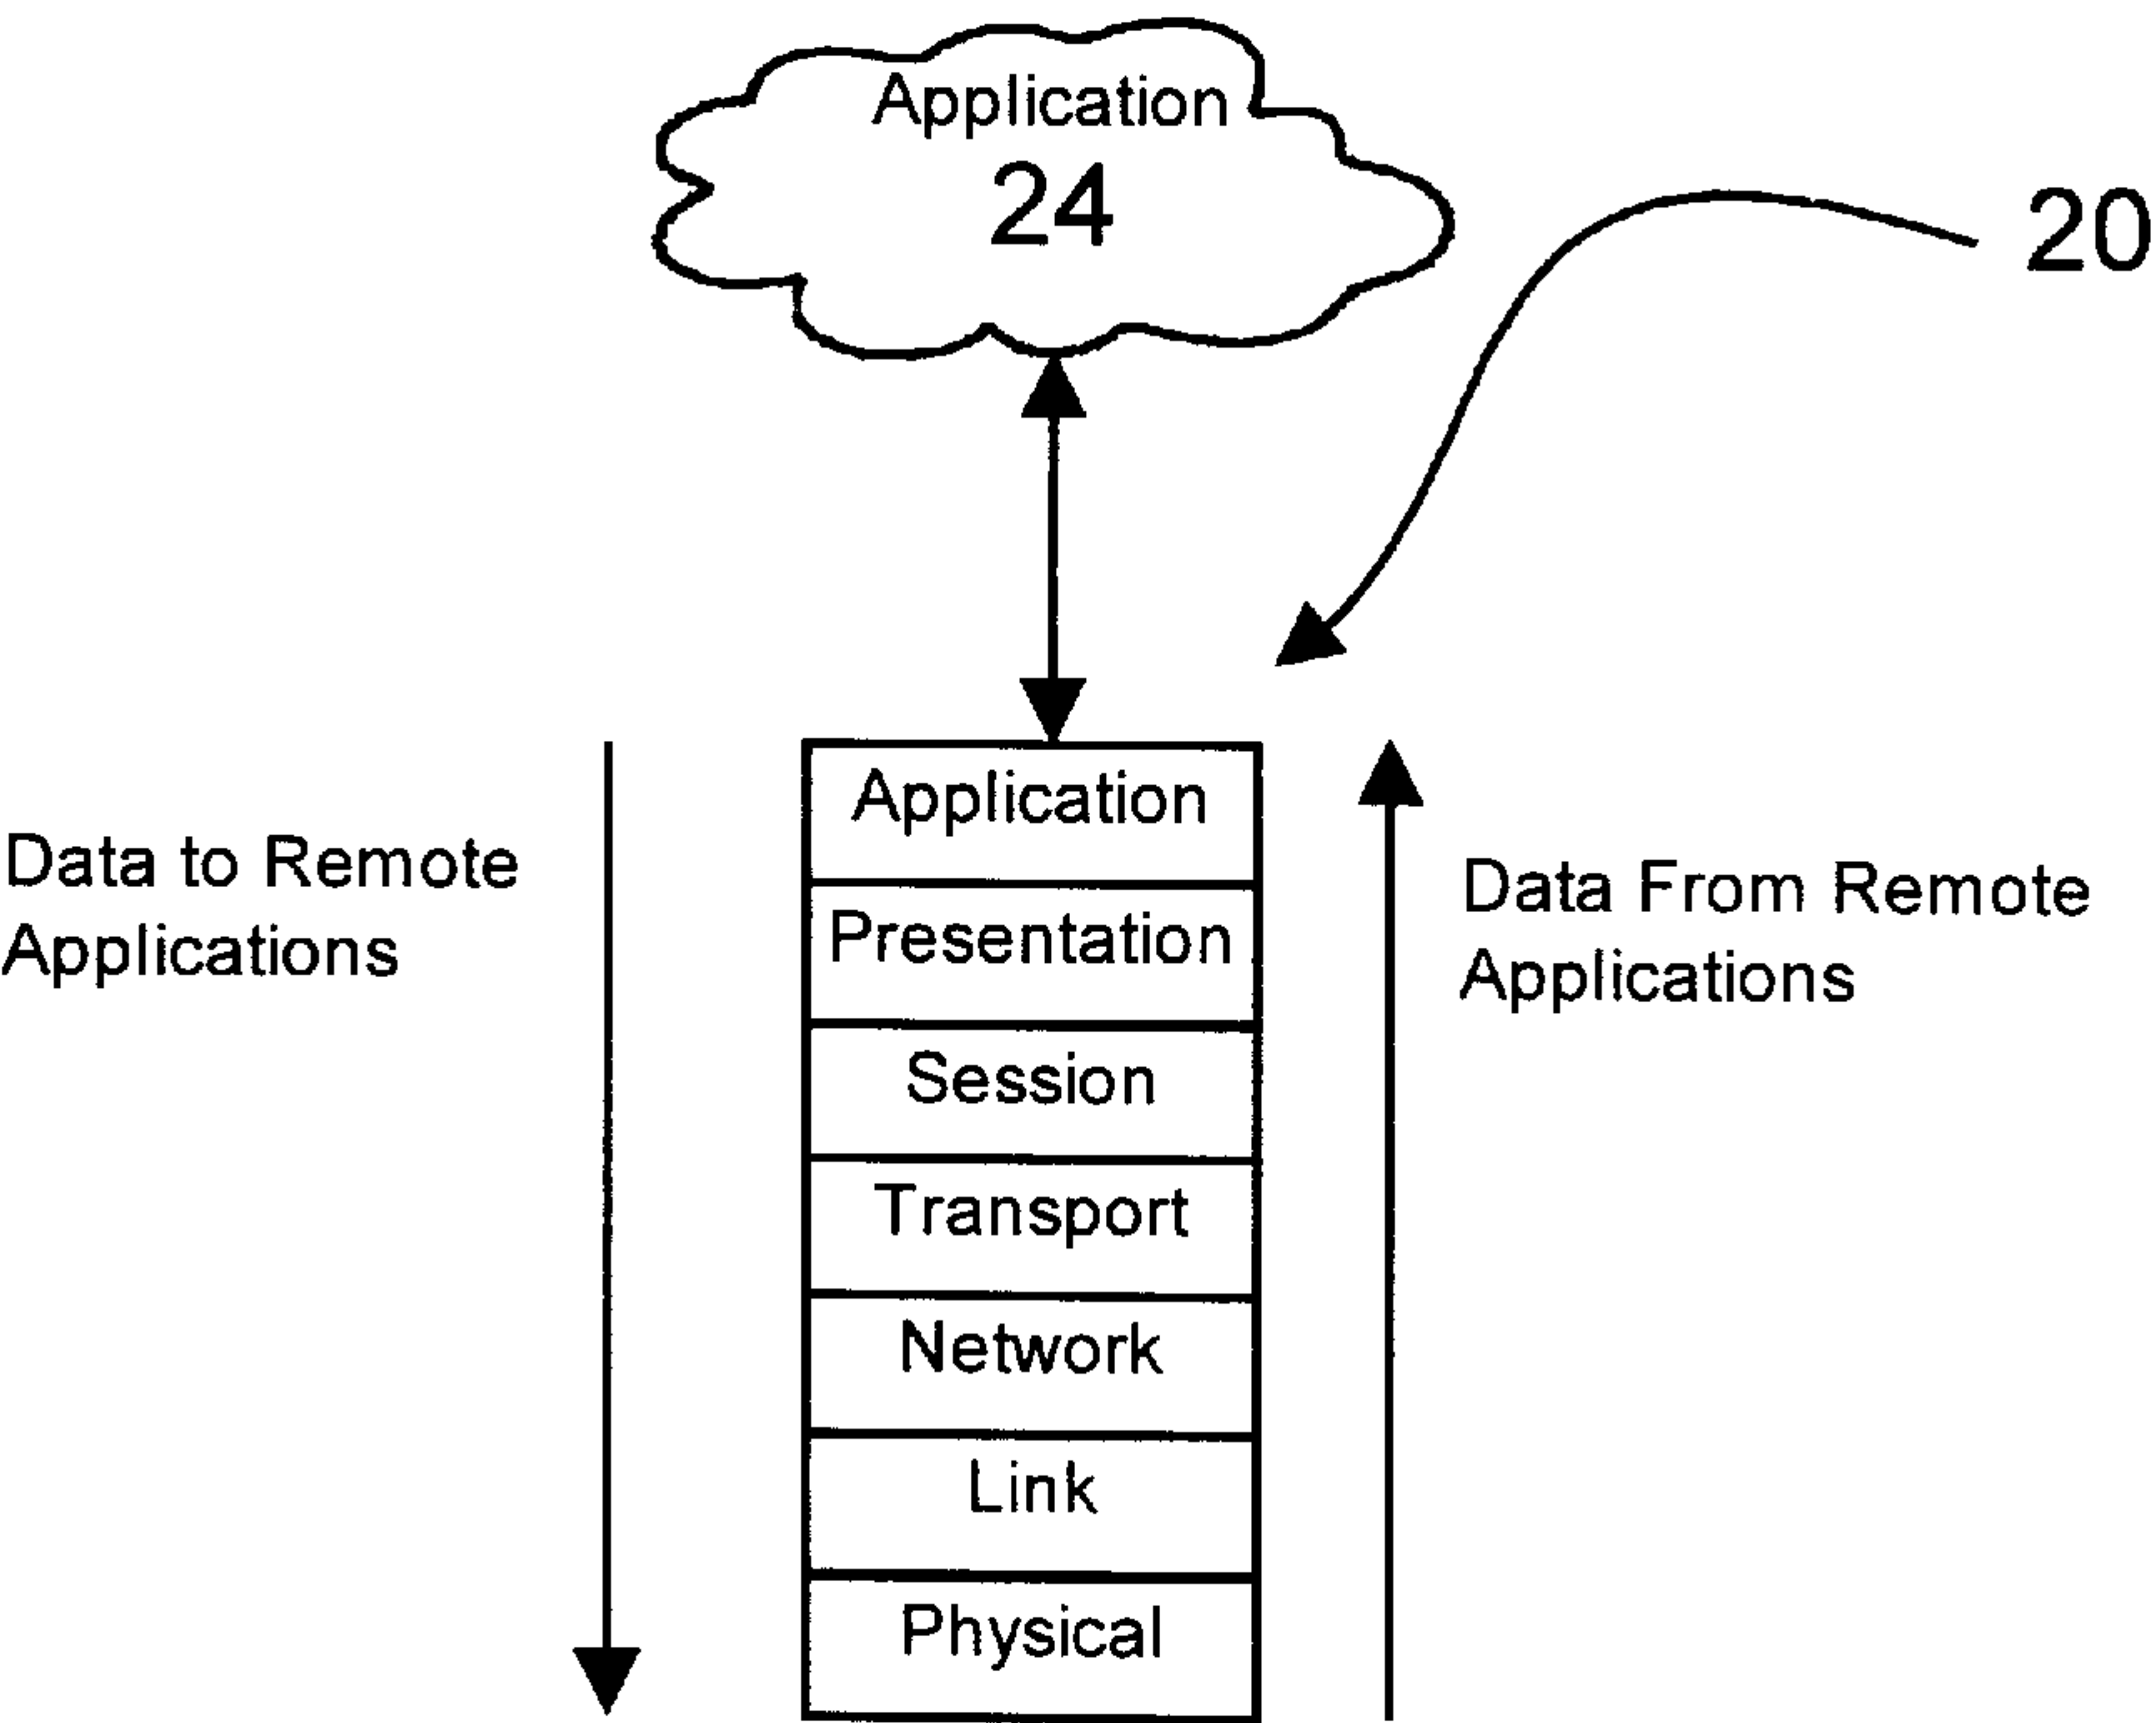 Application
24
20
Data to Remote
Applications
Application
Presentation
Session
Transport
Network
Link
Physical
Data From Remote
Applications